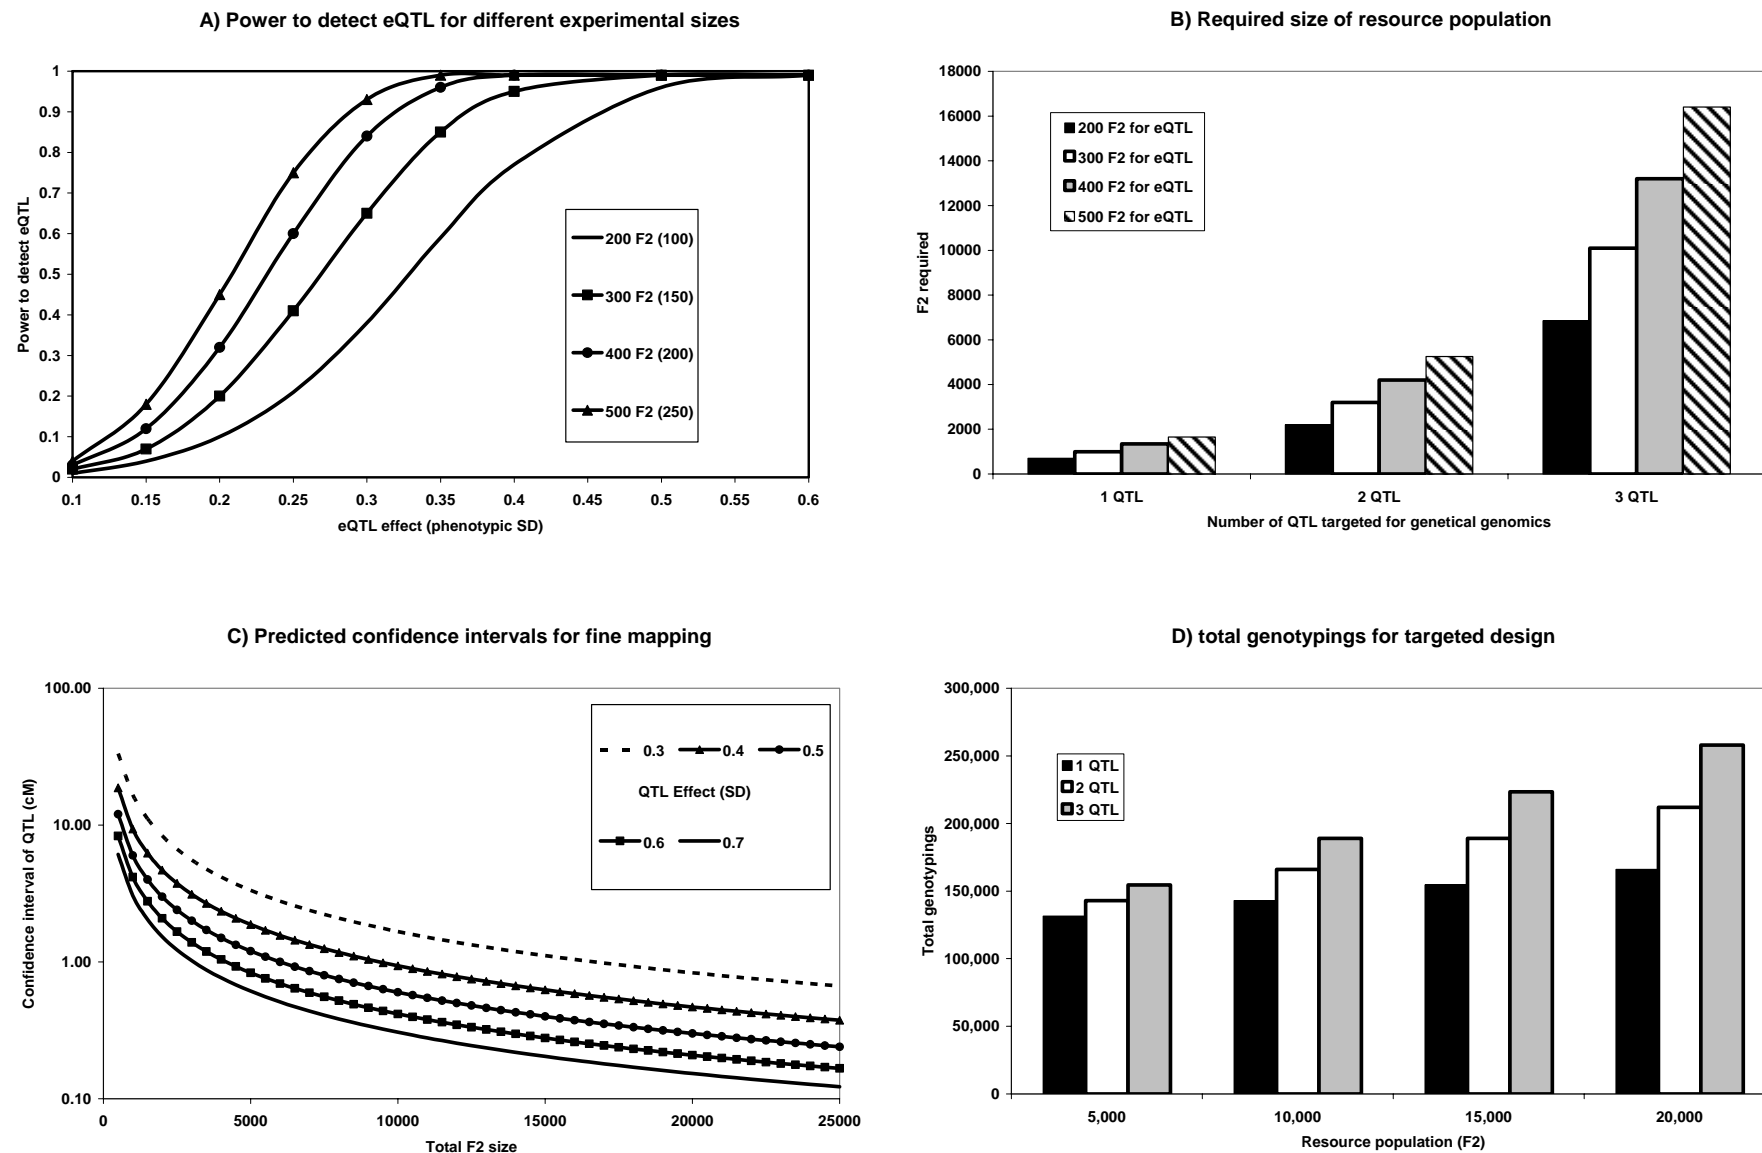 A) Power to detect eQTL for different experimental sizes
Power to detect eQTL
1
0.9
0.8
0.7
0.6
0.5
0.4
0.3
0.2
0.1
0
0.1 0.15 0.2 0.25 0.3 0.35 0.4 0.45 0.5 0.55 0.6
eQTL effect (phenotypic SD)
200 F2 (100)
300 F2 (150)
400 F2 (200)
500 F2 (250)
B) Required size of resource population
F2 required
18000
16000
14000
12000
10000
8000
6000
4000
2000
0
1 QTL 2 QTL 3 QTL
Number of QTL targeted for genetical genomics
200 F2 for eQTL
300 F2 for eQTL
400 F2 for eQTL
500 F2 for eQTL
C) Predicted confidence intervals for fine mapping
Confidence interval of QTL (cM)
100.00
10.00
1.00
0.10
0 5000 10000 15000 20000 25000
Total F2 size
0.3 0.4 0.5
QTL Effect (SD)
0.6 0.7
D) total genotypings for targeted design
Total genotypings
300,000
250,000
200,000
150,000
100,000
50,000
0
5,000 10,000 15,000 20,000
Resource population (F2)
1 QTL
2 QTL
3 QTL